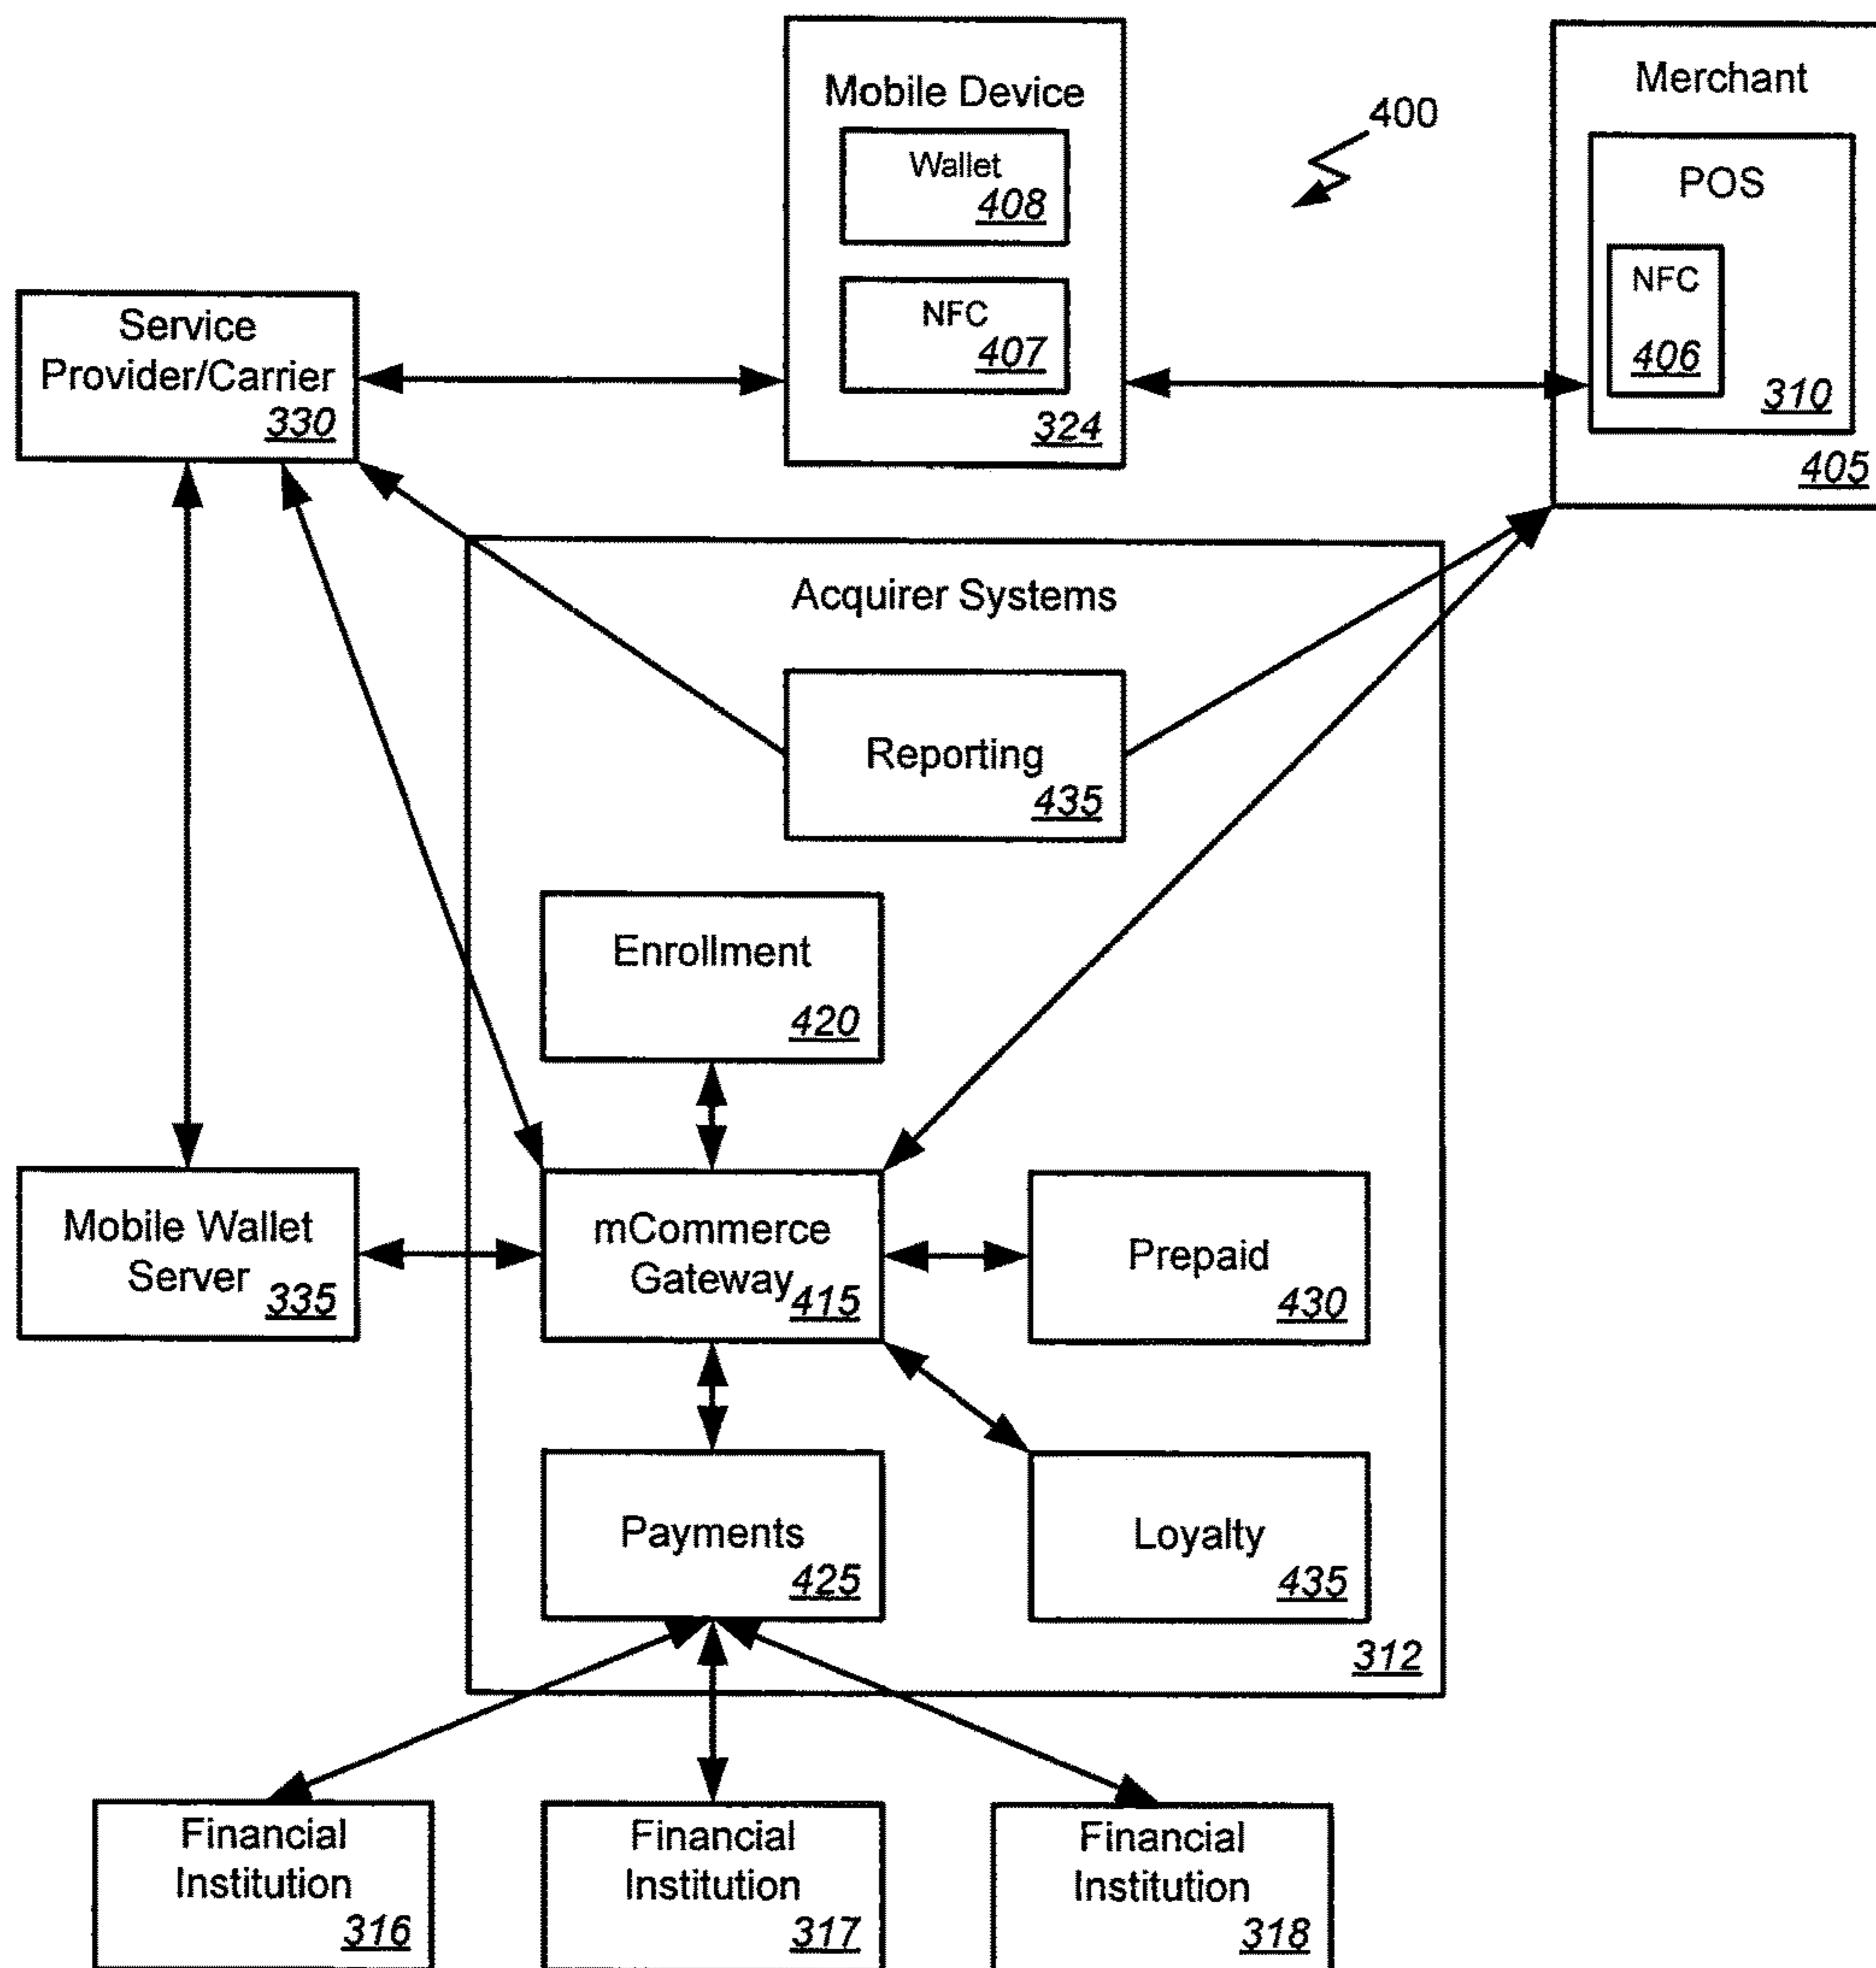 Mobile Device
Wallet
408
NFC
407
324
400
Merchant
POS
NFC
406
310
405
Service
Provider/Carrier
330
Acquirer Systems
Reporting
435
Enrollment
420
Mobile Wallet
Server
335
mCommerce
Gateway
415
Prepaid
430
Payments
425
Loyalty
435
312
Financial
Institution
316
Financial
Institution
317
Financial
Institution
318